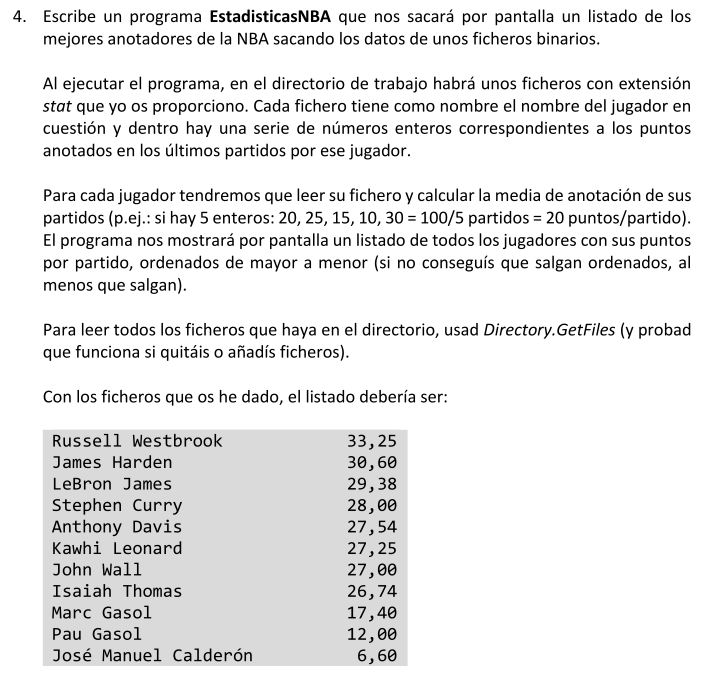 4. Escribe un programa EstadisticasNBA que nos sacará por pantalla un listado de los
mejores anotadores de la NBA sacando los datos de unos ficheros binarios.
Al ejecutar el programa, en el directorio de trabajo habrá unos ficheros con extensión
stat que yo os proporciono. Cada fichero tiene como nombre el nombre del jugador en
cuestión y dentro hay una serie de números enteros correspondientes a los puntos
anotados en los últimos partidos por ese jugador.
Para cada jugador tendremos que leer su fichero y calcular la media de anotación de sus
partidos (p.ej.: si hay 5 enteros: 20, 25, 15, 10, 30 = 100/5 partidos = 20 puntos/partido).
El programa nos mostrará por pantalla un listado de todos los jugadores con sus puntos
por partido, ordenados de mayor a menor (si no conseguís que salgan ordenados, al
menos que salgan).
Para leer todos los ficheros que haya en el directorio, usad Directory.GetFiles (y probad
que funciona si quitáis o añadís ficheros).
Con los ficheros que os he dado, el listado debería ser:
Russell Westbrook 33,25
James Harden 30,60
LeBron James 29,38
Stephen Curry 28,00
Anthony Davis 27,54
Kawhi Leonard 27,25
John Wall 27,00
Isaiah Thomas 26,74
Marc Gasol 17,40
Pau Gasol 12,00
José Manuel Calderón 6,60